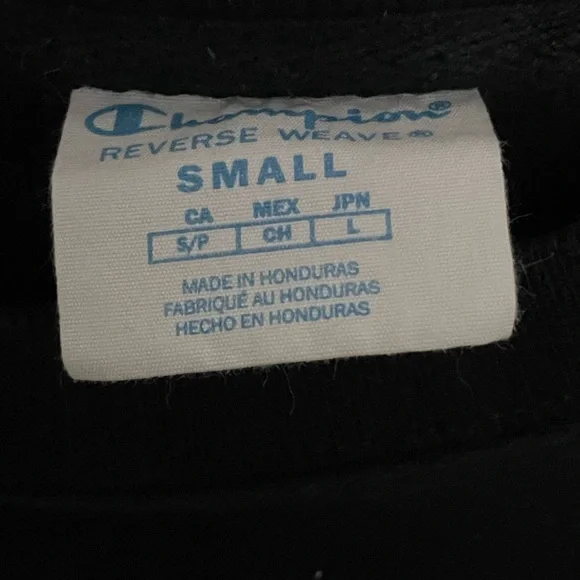 Champion®
REVERSE WEAVE®
SMALL
CA MEX JPN
S/P CH L
MADE IN HONDURAS
FABRIQUÉ AU HONDURAS
HECHO EN HONDURAS